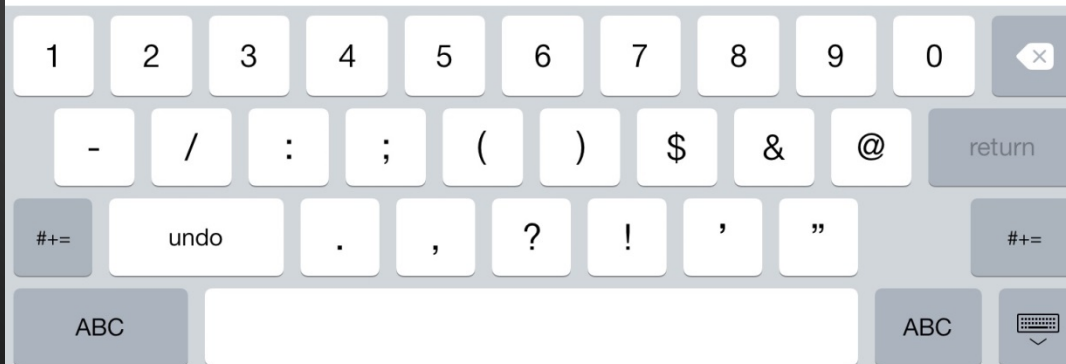 1 2 3 4 5 6 7 8 9 0
- / : ; ( ) $ & @ return
#+= undo . , ? ! ’ ” #+=
ABC ABC